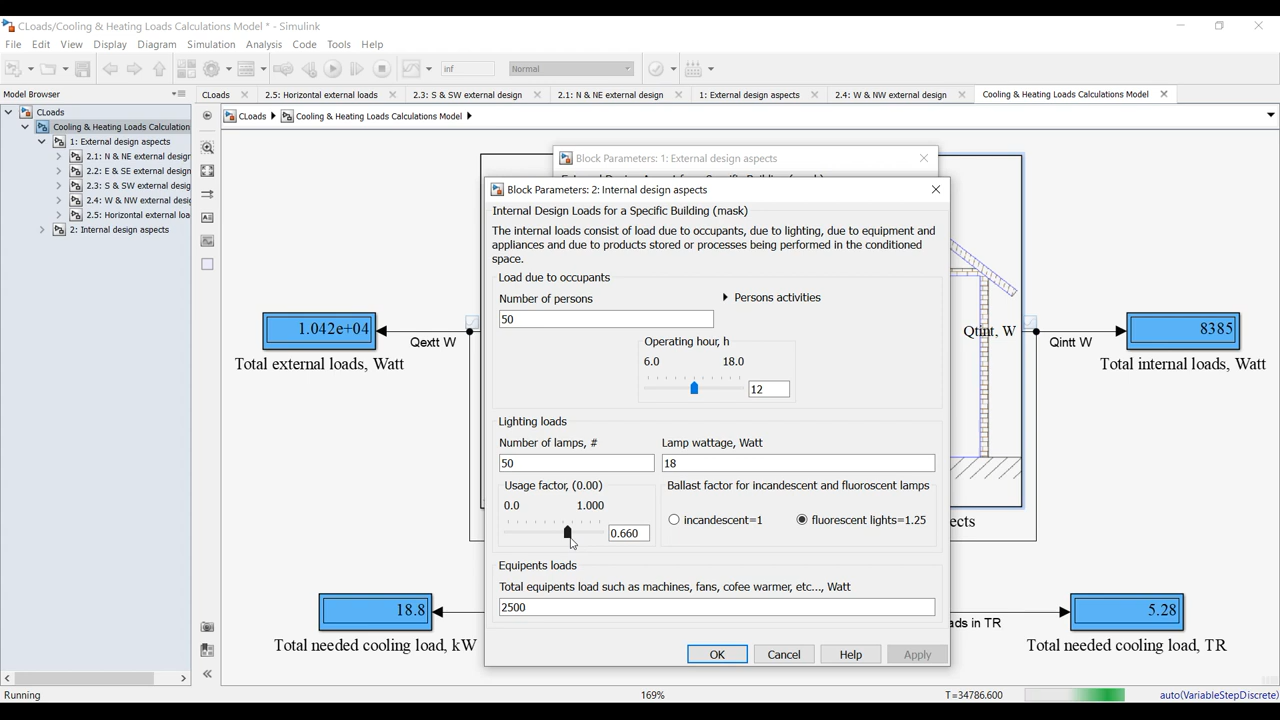 CLoads/Cooling & Heating Loads Calculations Model * - Simulink
File Edit View Display Diagram Simulation Analysis Code Tools Help
inf Normal
Model Browser
CLoads 2.5: Horizontal external loads 2.3: S & SW external design 2.1: N & NE external design 1: External design aspects 2.4: W & NW external design Cooling & Heating Loads Calculations Model
CLoads
Cooling & Heating Loads Calculation
1: External design aspects
2.1: N & NE external design
2.2: E & SE external design
2.3: S & SW external desig
2.4: W & NW external desi
2.5: Horizontal external loa
2: Internal design aspects
CLoads Cooling & Heating Loads Calculations Model
Block Parameters: 1: External design aspects
Block Parameters: 2: Internal design aspects
Internal Design Loads for a Specific Building (mask)
The internal loads consist of load due to occupants, due to lighting, due to equipment and
appliances and due to products stored or processes being performed in the conditioned
space.
Load due to occupants
Number of persons
Persons activities
50
Operating hour, h
6.0 18.0
12
Lighting loads
Number of lamps, # Lamp wattage, Watt
50 18
Usage factor, (0.00) Ballast factor for incandescent and fluoroscent lamps
0.0 1.000
incandescent=1 fluorescent lights=1.25
0.660
Equipents loads
Total equipents load such as machines, fans, cofee warmer, etc..., Watt
2500
OK Cancel Help Apply
1.042e+04
Qextt W
Total external loads, Watt
Qtint, W
Qintt W
8385
Total internal loads, Watt
ects
18.8
Total needed cooling load, kW
ads in TR
5.28
Total needed cooling load, TR
Running 169% T=34786.600 auto(VariableStepDiscrete)